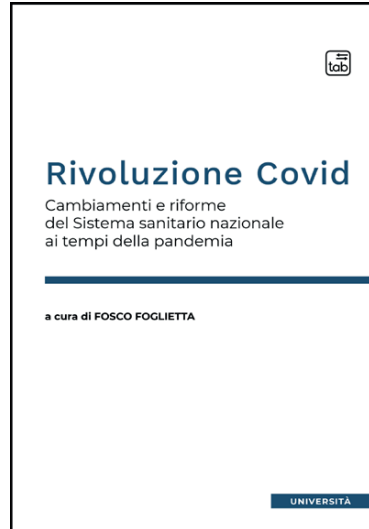 tab
Rivoluzione Covid
Cambiamenti e riforme
del Sistema sanitario nazionale
ai tempi della pandemia
a cura di FOSCO FOGLIETTA
UNIVERSITÀ